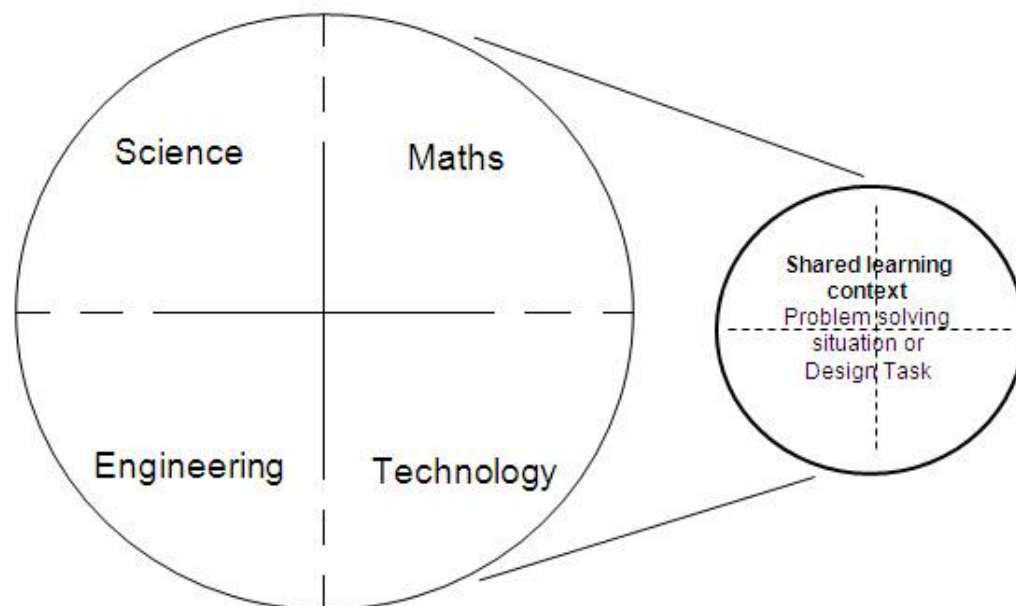 Science
Maths
Shared learning
context
Problem solving
situation or
Design Task
Engineering
Technology